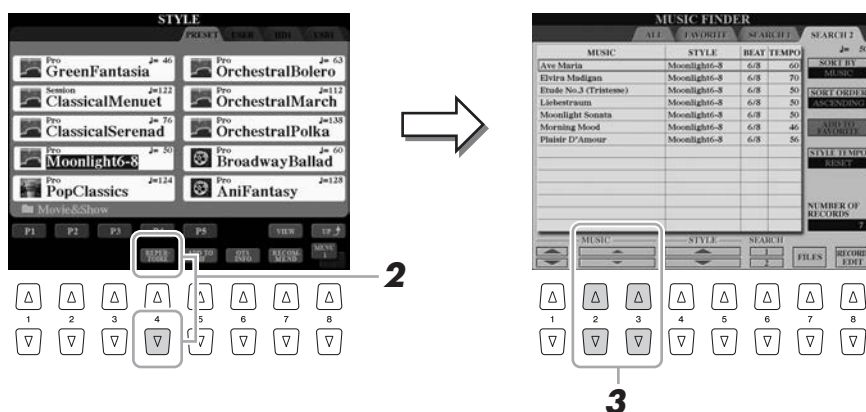 STYLE
PRESET USER HD1 USB1
Pro ♩= 46
GreenFantasia
Pro ♩= 63
OrchestralBolero
Session ♩=122
ClassicalMenuet
Pro ♩=112
OrchestralMarch
Pro ♩= 76
ClassicalSerenad
Pro ♩=138
OrchestralPolka
Pro ♩= 50
Moonlight6-8
Pro ♩= 60
BroadwayBallad
Pro ♩=124
PopClassics
Pro ♩=128
AniFantasy
Movie&Show
P1 P2 P3 P4 P5 VIEW UP
REPER-TOIRE ADD TO OTS INFO RECOM-MEND MENU 1
2
1 2 3 4 5 6 7 8
MUSIC FINDER
ALL FAVORITE SEARCH 1 SEARCH 2
MUSIC STYLE BEAT TEMPO
Ave Maria Moonlight6-8 6/8 60
Elvira Madigan Moonlight6-8 6/8 70
Etude No.3 (Tristesse) Moonlight6-8 6/8 50
Liebestraum Moonlight6-8 6/8 50
Moonlight Sonata Moonlight6-8 6/8 50
Morning Mood Moonlight6-8 6/8 46
Plaisir D'Amour Moonlight6-8 6/8 56
♩= 50
SORT BY
MUSIC
SORT ORDER
ASCENDING
ADD TO
FAVORITE
STYLE TEMPO
RESET
NUMBER OF
RECORDS
7
MUSIC STYLE SEARCH
1
2
FILES
RECORD
EDIT
1 2 3 4 5 6 7 8
3